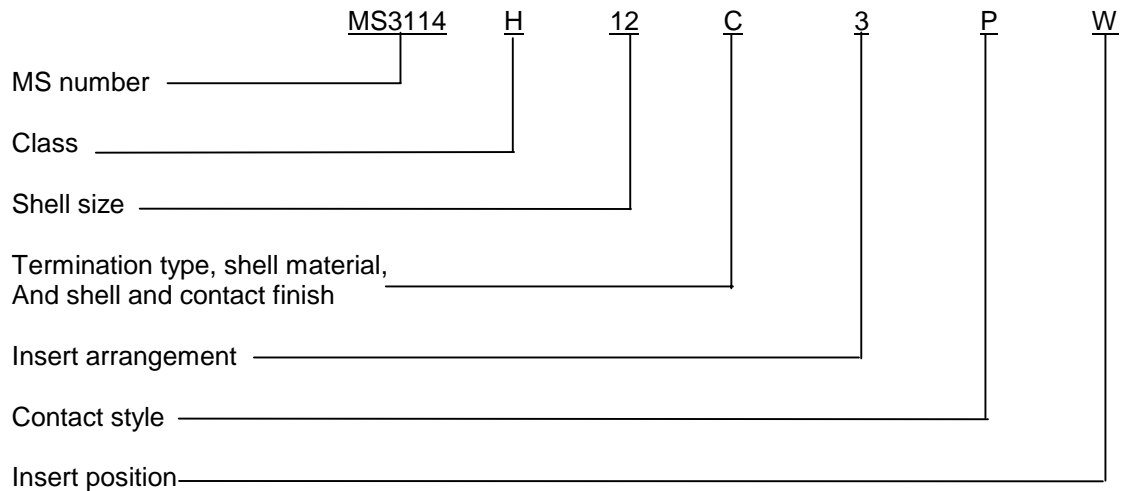 MS3114 H 12 C 3 P W
MS number
Class
Shell size
Termination type, shell material,
And shell and contact finish
Insert arrangement
Contact style
Insert position